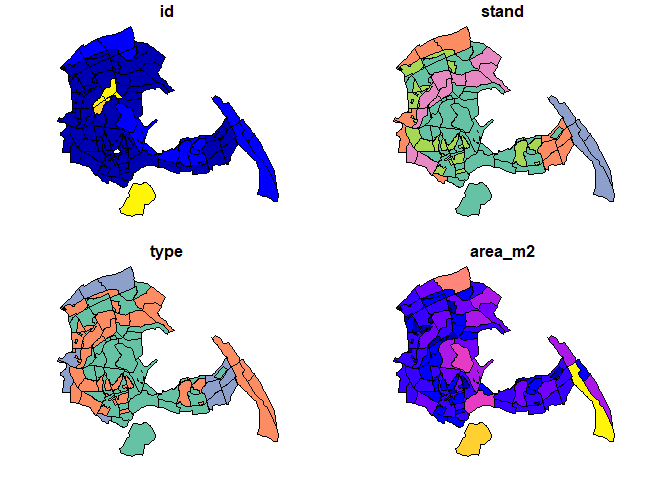 id
stand
type
area_m2